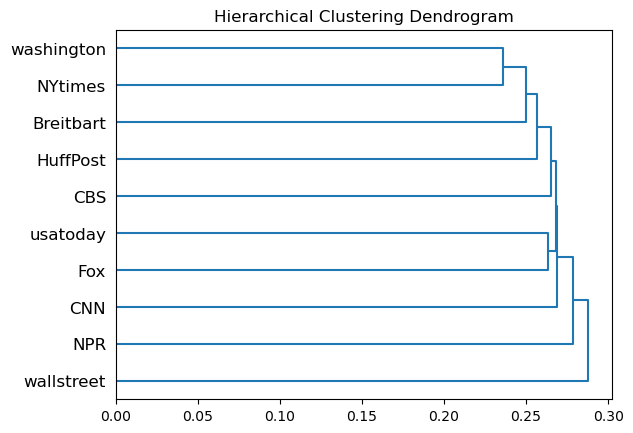 Hierarchical Clustering Dendrogram
washington
NYtimes
Breitbart
HuffPost
CBS
usatoday
Fox
CNN
NPR
wallstreet
0.00 0.05 0.10 0.15 0.20 0.25 0.30